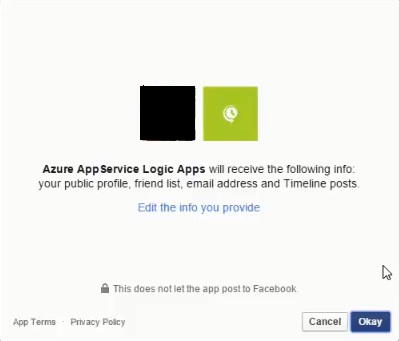 Azure AppService Logic Apps will receive the following info:
your public profile, friend list, email address and Timeline posts.
Edit the info you provide
This does not let the app post to Facebook.
App Terms · Privacy Policy
Cancel
Okay